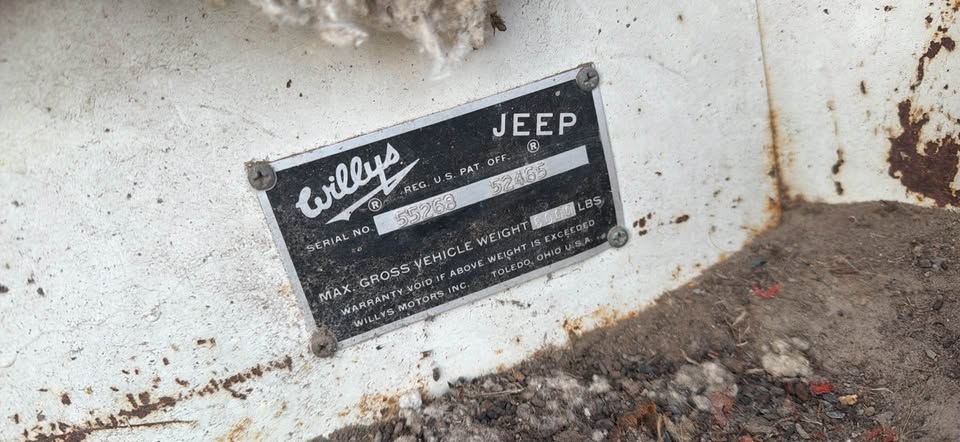 Willys JEEP
® REG. U.S. PAT. OFF. ®
SERIAL NO. 55268 52465
MAX. GROSS VEHICLE WEIGHT LBS.
WARRANTY VOID IF ABOVE WEIGHT IS EXCEEDED
WILLYS MOTORS, INC. TOLEDO, OHIO U.S.A.